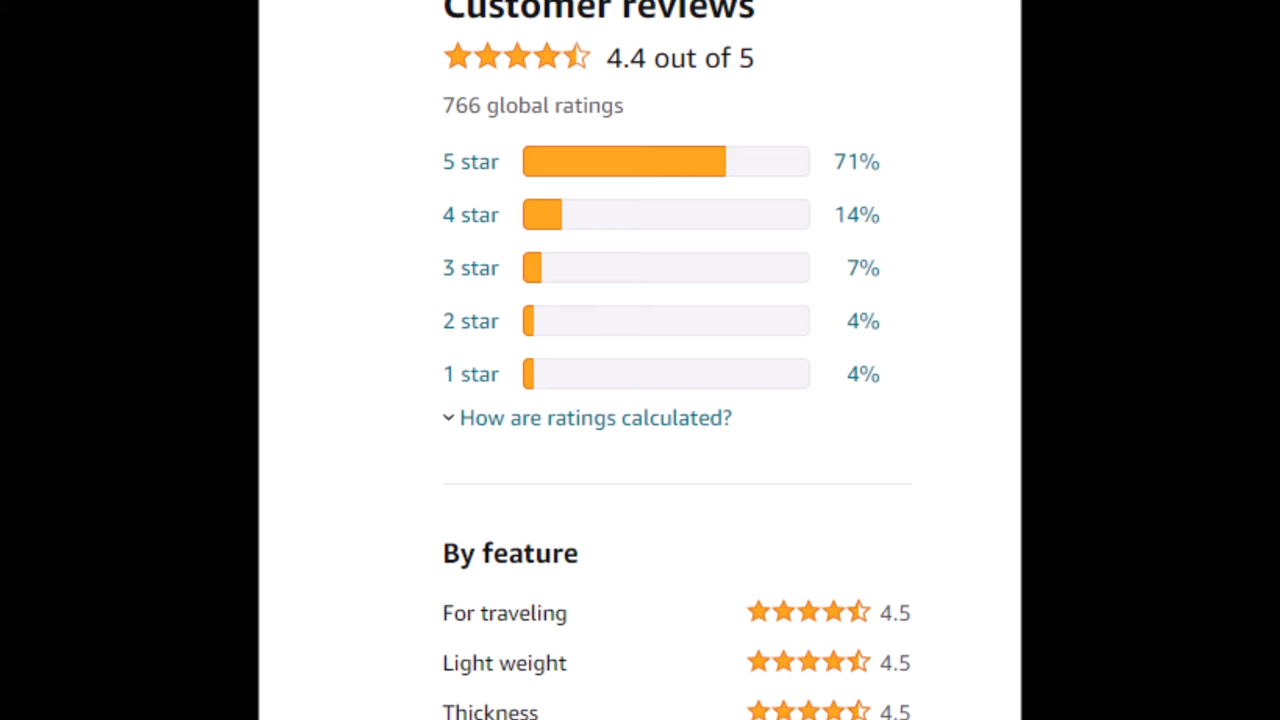 Customer reviews
4.4 out of 5
766 global ratings
5 star 71%
4 star 14%
3 star 7%
2 star 4%
1 star 4%
How are ratings calculated?
By feature
For traveling 4.5
Light weight 4.5
Thickness 4.5